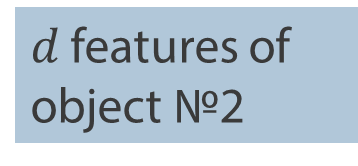 d features of
object №2